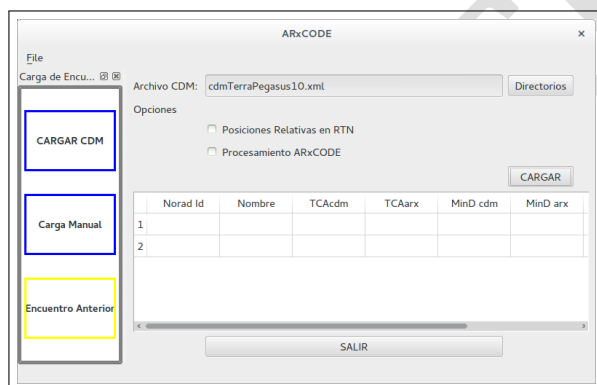 ARxCODE x
File
Carga de Encu...
CARGAR CDM
Carga Manual
Encuentro Anterior
Archivo CDM: cdmTerraPegasus10.xml Directorios
Opciones
Posiciones Relativas en RTN
Procesamiento ARxCODE
CARGAR
Norad Id Nombre TCAcdm TCAarx MinD cdm MinD arx
1
2
SALIR